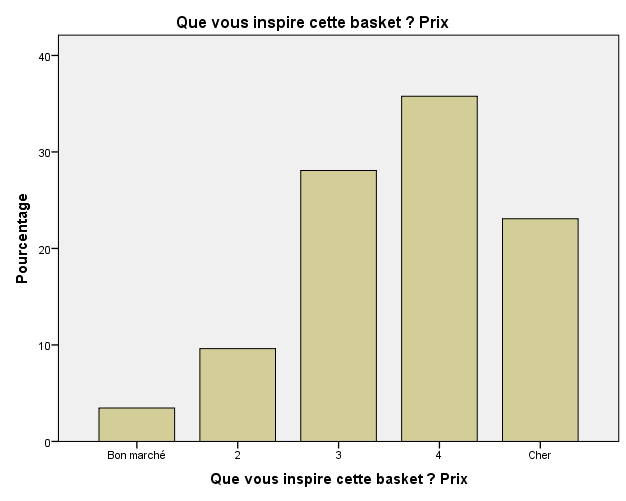 Que vous inspire cette basket ? Prix
Pourcentage
40
30
20
10
0
Bon marché 2 3 4 Cher
Que vous inspire cette basket ? Prix